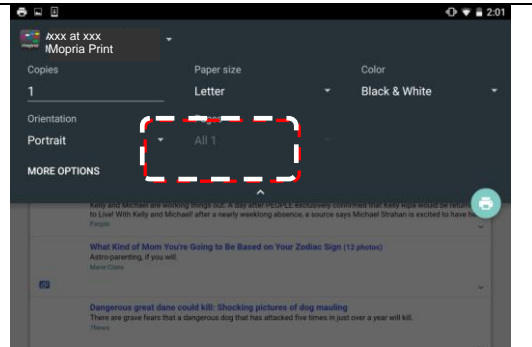 2:01
xxx at xxx
Mopria Print
Copies
Paper size
Color
1
Letter
Black & White
Orientation
Pages
Portrait
All 1
MORE OPTIONS
Kelly and Michael are working things out. A day after PEOPLE exclusively confirmed that Kelly Ripa would be
to Live! With Kelly and Michael! after a nearly weeklong absence, a source says Michael Strahan is excited to have
People
What Kind of Mom You're Going to Be Based on Your Zodiac Sign (12 photos)
Astro-parenting, if you will.
Marie Claire
Dangerous great dane could kill: Shocking pictures of dog mauling
There are grave fears that a dangerous dog that has attacked five times in just over a year will kill.
7News